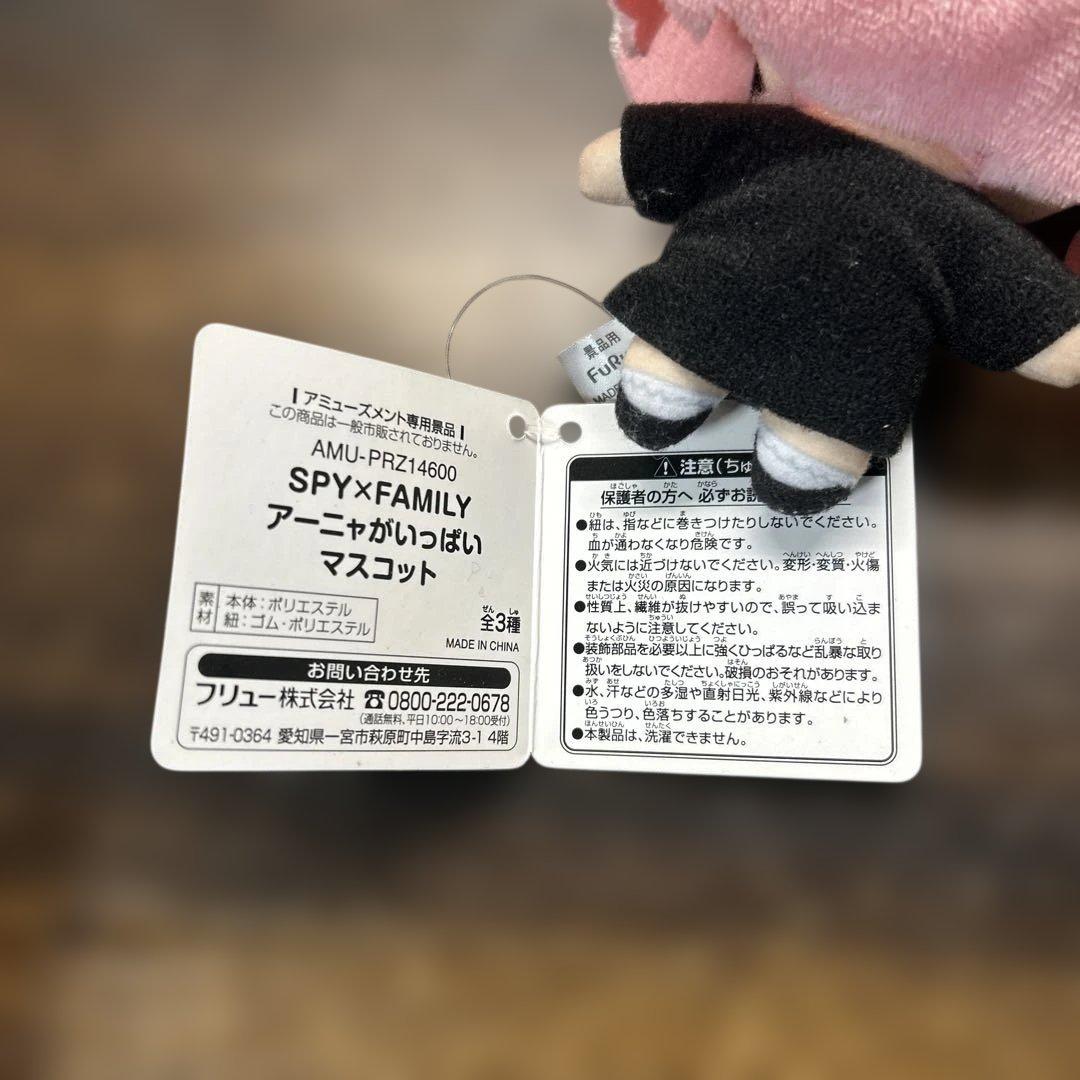 アミューズメント専用景品
この商品は一般市販されておりません。
AMU-PRZ14600
SPY×FAMILY
アーニャがいっぱい
マスコット
素材
本体:ポリエステル
紐:ゴム・ポリエステル
全3種
MADE IN CHINA
お問い合わせ先
フリュー株式会社 ☎0800-222-0678
(通話無料、平日10:00〜18:00受付)
〒491-0364 愛知県一宮市萩原町中島字流3-1 4階
景品用
FuRy
MADE
⚠注意(ちゅ
保護者の方へ 必ずお読
●紐は、指などに巻きつけたりしないでください。
血が通わなくなり危険です。
●火気には近づけないでください。変形・変質・火傷
または火災の原因になります。
●性質上、繊維が抜けやすいので、誤って吸い込ま
ないように注意してください。
●装飾部品を必要以上に強くひっぱるなど乱暴な取り
扱いをしないでください。破損のおそれがあります。
●水、汗などの多湿や直射日光、紫外線などにより
色うつり、色落ちすることがあります。
●本製品は、洗濯できません。